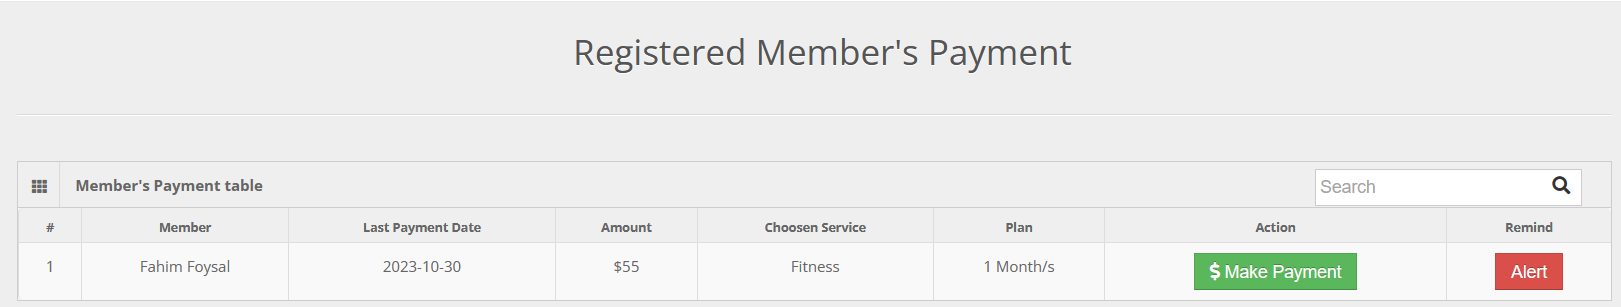 Registered Member's Payment
Member's Payment table
Search
# Member Last Payment Date Amount Choosen Service Plan Action Remind
1 Fahim Foysal 2023-10-30 $55 Fitness 1 Month/s $ Make Payment Alert